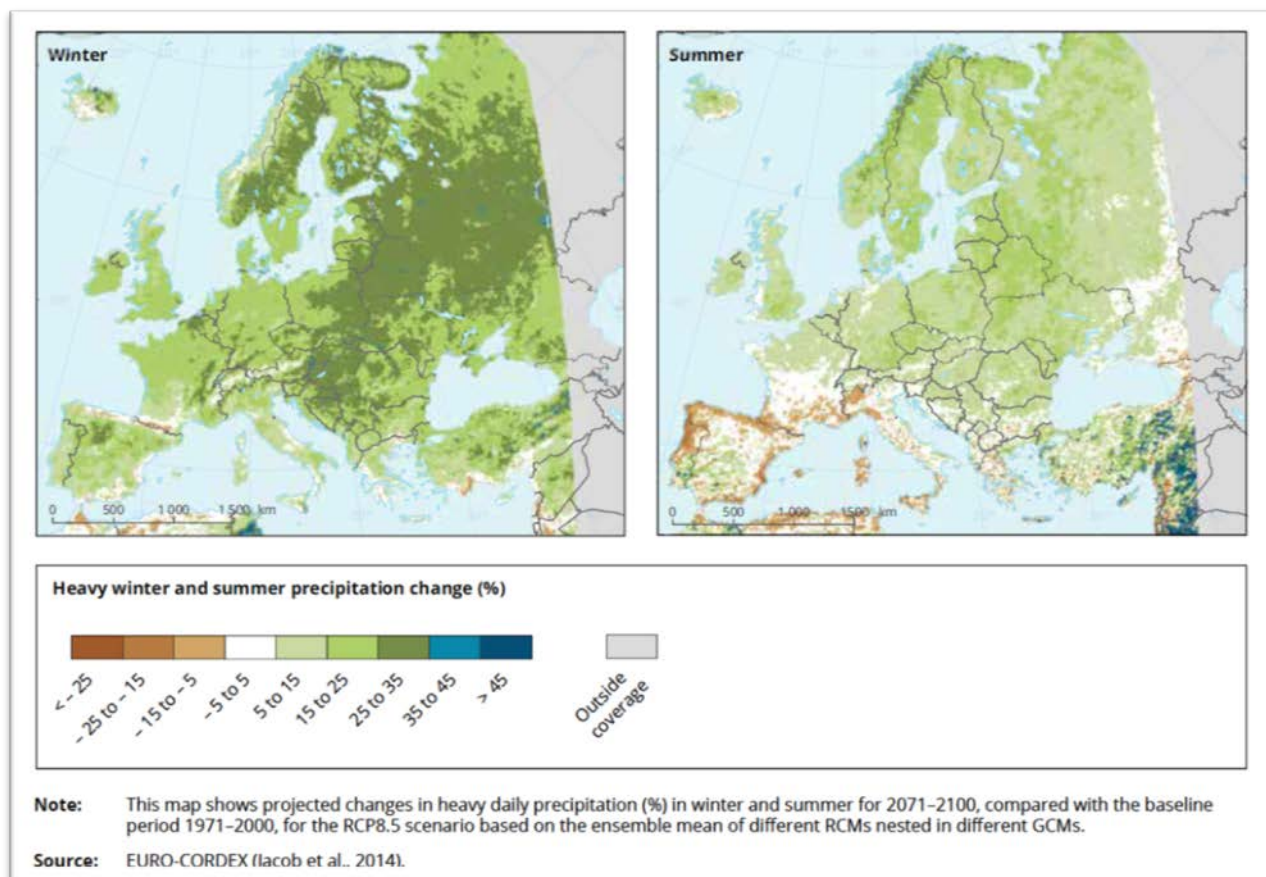 Winter
Summer
0 500 1 000 1 500 km
0 500 1 000 1500 km
Heavy winter and summer precipitation change (%)
< – 25
– 25 to – 15
– 15 to – 5
– 5 to 5
5 to 15
15 to 25
25 to 35
35 to 45
> 45
Outside
coverage
Note: This map shows projected changes in heavy daily precipitation (%) in winter and summer for 2071–2100, compared with the baseline
period 1971–2000, for the RCP8.5 scenario based on the ensemble mean of different RCMs nested in different GCMs.
Source: EURO-CORDEX (Jacob et al., 2014).